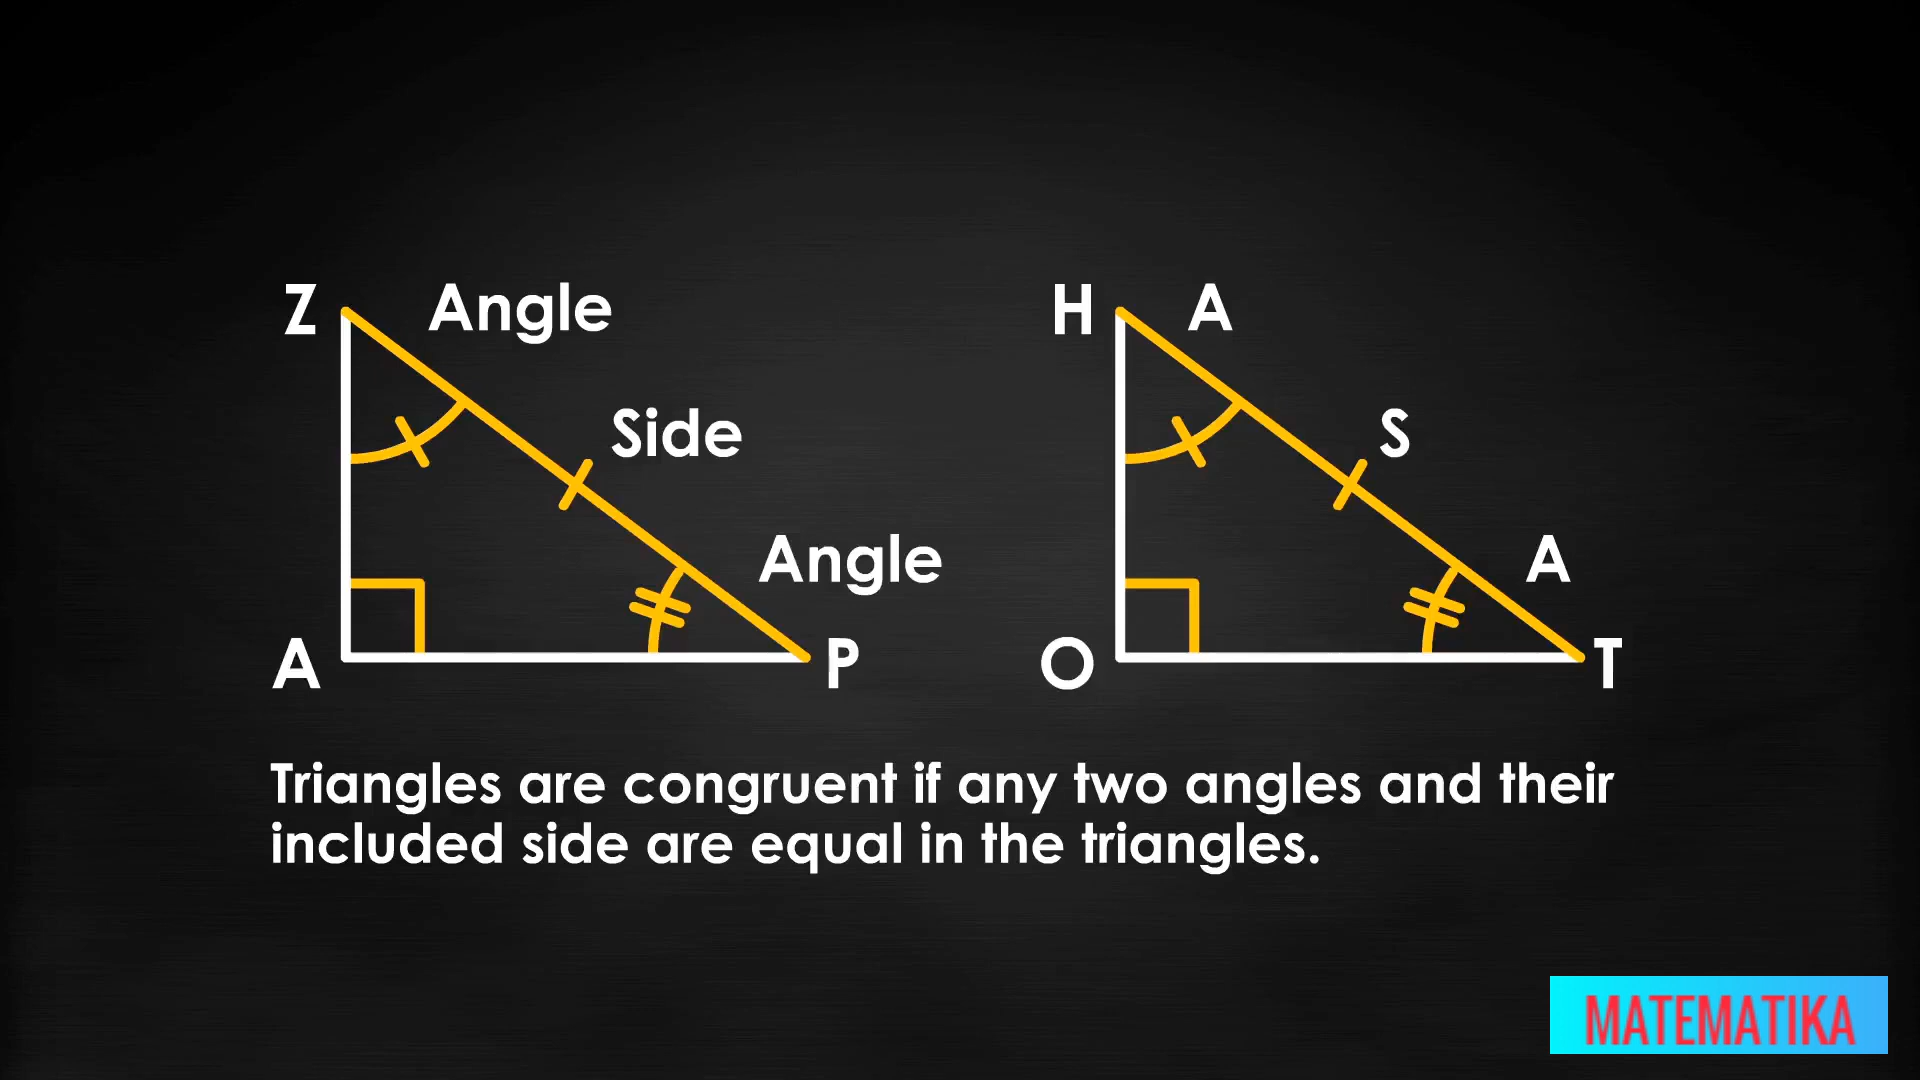 Z Angle H A
Side S
Angle A
A P O T
Triangles are congruent if any two angles and their
included side are equal in the triangles.
MATEMATIKA